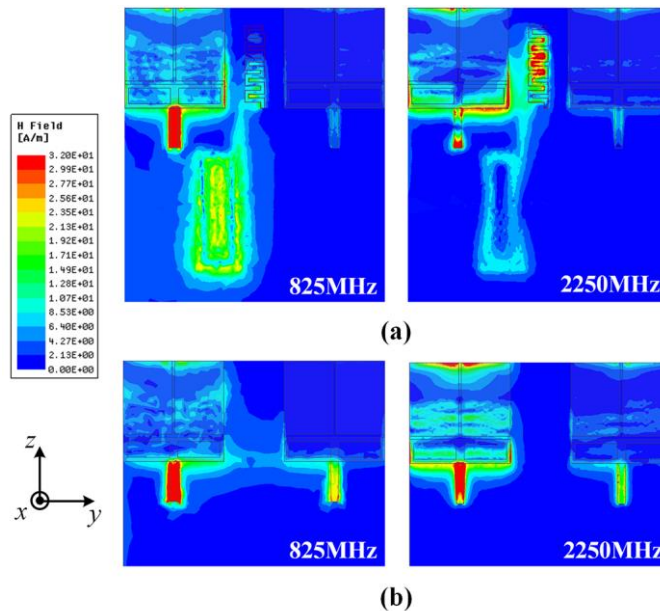 H Field
[A/m]
3.20E+01
2.99E+01
2.77E+01
2.56E+01
2.35E+01
2.13E+01
1.92E+01
1.71E+01
1.49E+01
1.28E+01
1.07E+01
8.53E+00
6.40E+00
4.27E+00
2.13E+00
0.00E+00
825MHz
2250MHz
(a)
z
x
y
825MHz
2250MHz
(b)